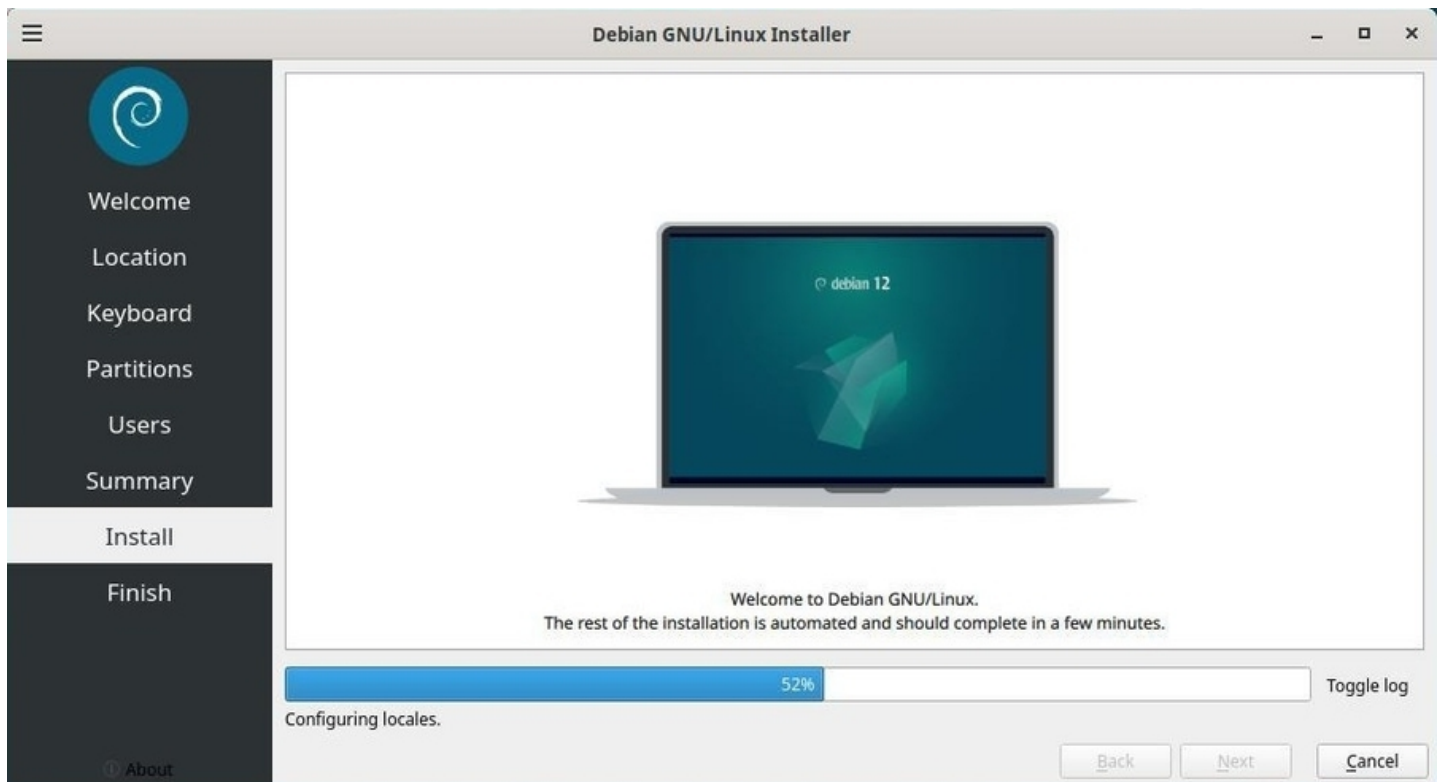 Debian GNU/Linux Installer
Welcome
Location
Keyboard
Partitions
Users
Summary
Install
Finish
About
debian 12
Welcome to Debian GNU/Linux.
The rest of the installation is automated and should complete in a few minutes.
52%
Toggle log
Configuring locales.
Back
Next
Cancel